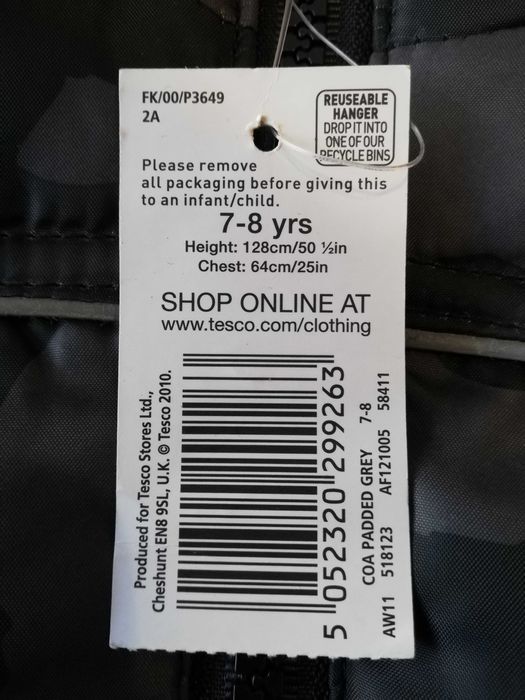 FK/00/P3649
2A
REUSEABLE
HANGER
DROP IT INTO
ONE OF OUR
RECYCLE BINS
Please remove
all packaging before giving this
to an infant/child.
7-8 yrs
Height: 128cm/50 ½in
Chest: 64cm/25in
SHOP ONLINE AT
www.tesco.com/clothing
Produced for Tesco Stores Ltd.,
Cheshunt EN8 9SL, U.K. © Tesco 2010.
5 052320 299263
COA PADDED GREY 7-8
AW11 518123 AF121005 58411